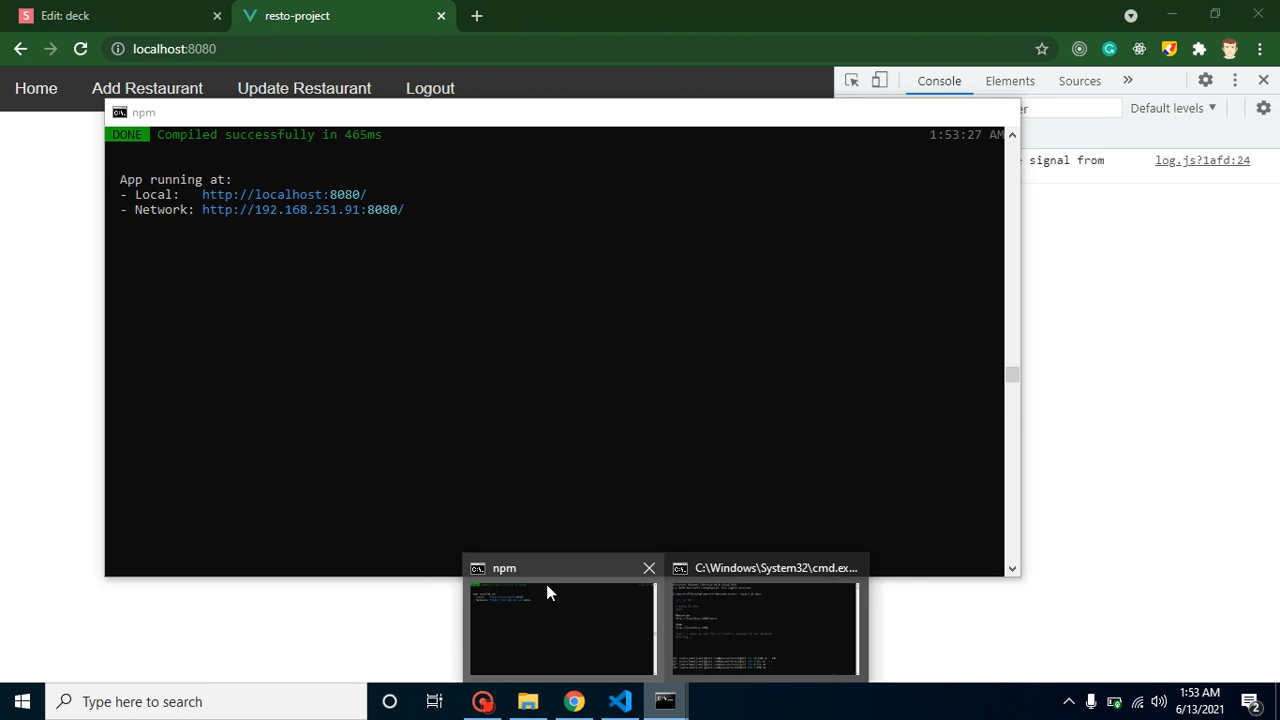 Edit: deck
resto-project
localhost:8080
Home
Add restau
Update Restaurant
Logout
Console
Elements
Sources
er
Default levels
npm
DONE Compiled successfully in 465ms
1:53:27 AM
signal from
log.js?1afd:24
App running at:
- Local: http://localhost:8080/
- Network: http://192.168.251.91:8080/
npm
C:\Windows\System32\cmd.ex...
Type here to search
1:53 AM
6/13/2021
2